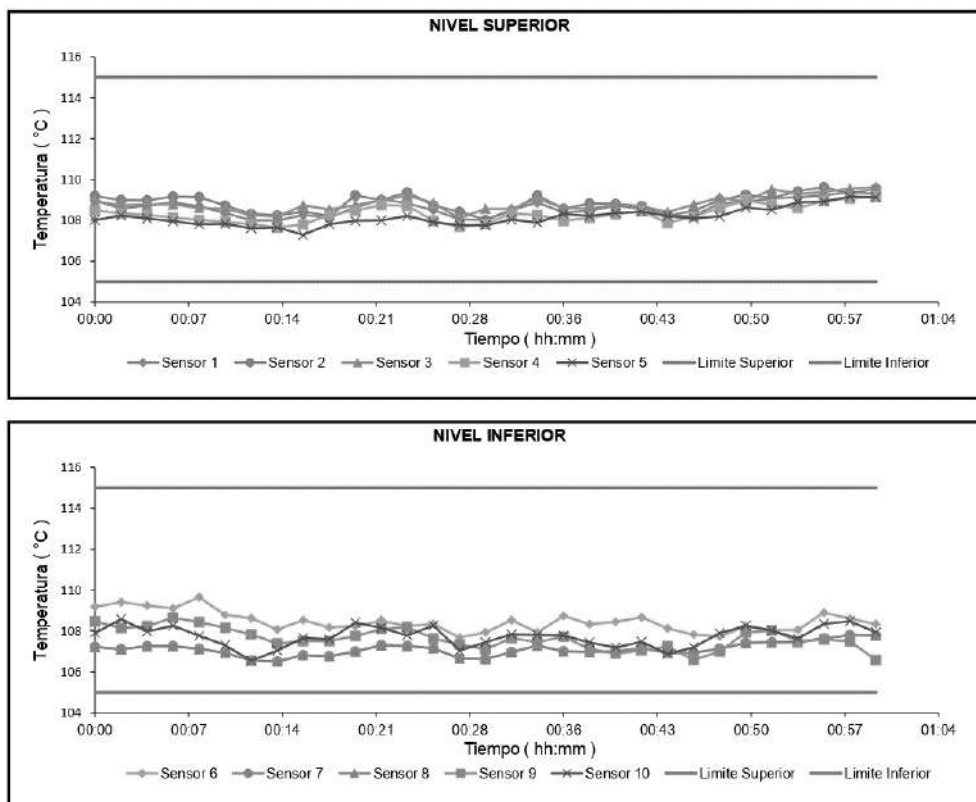 NIVEL SUPERIOR
Temperatura ( °C )
116
114
112
110
108
106
104
00:00 00:07 00:14 00:21 00:28 00:36 00:43 00:50 00:57 01:04
Tiempo ( hh:mm )
Sensor 1 Sensor 2 Sensor 3 Sensor 4 Sensor 5 Limite Superior Limite Inferior
NIVEL INFERIOR
Temperatura ( °C )
116
114
112
110
108
106
104
00:00 00:07 00:14 00:21 00:28 00:36 00:43 00:50 00:57 01:04
Tiempo ( hh:mm )
Sensor 6 Sensor 7 Sensor 8 Sensor 9 Sensor 10 Limite Superior Limite Inferior